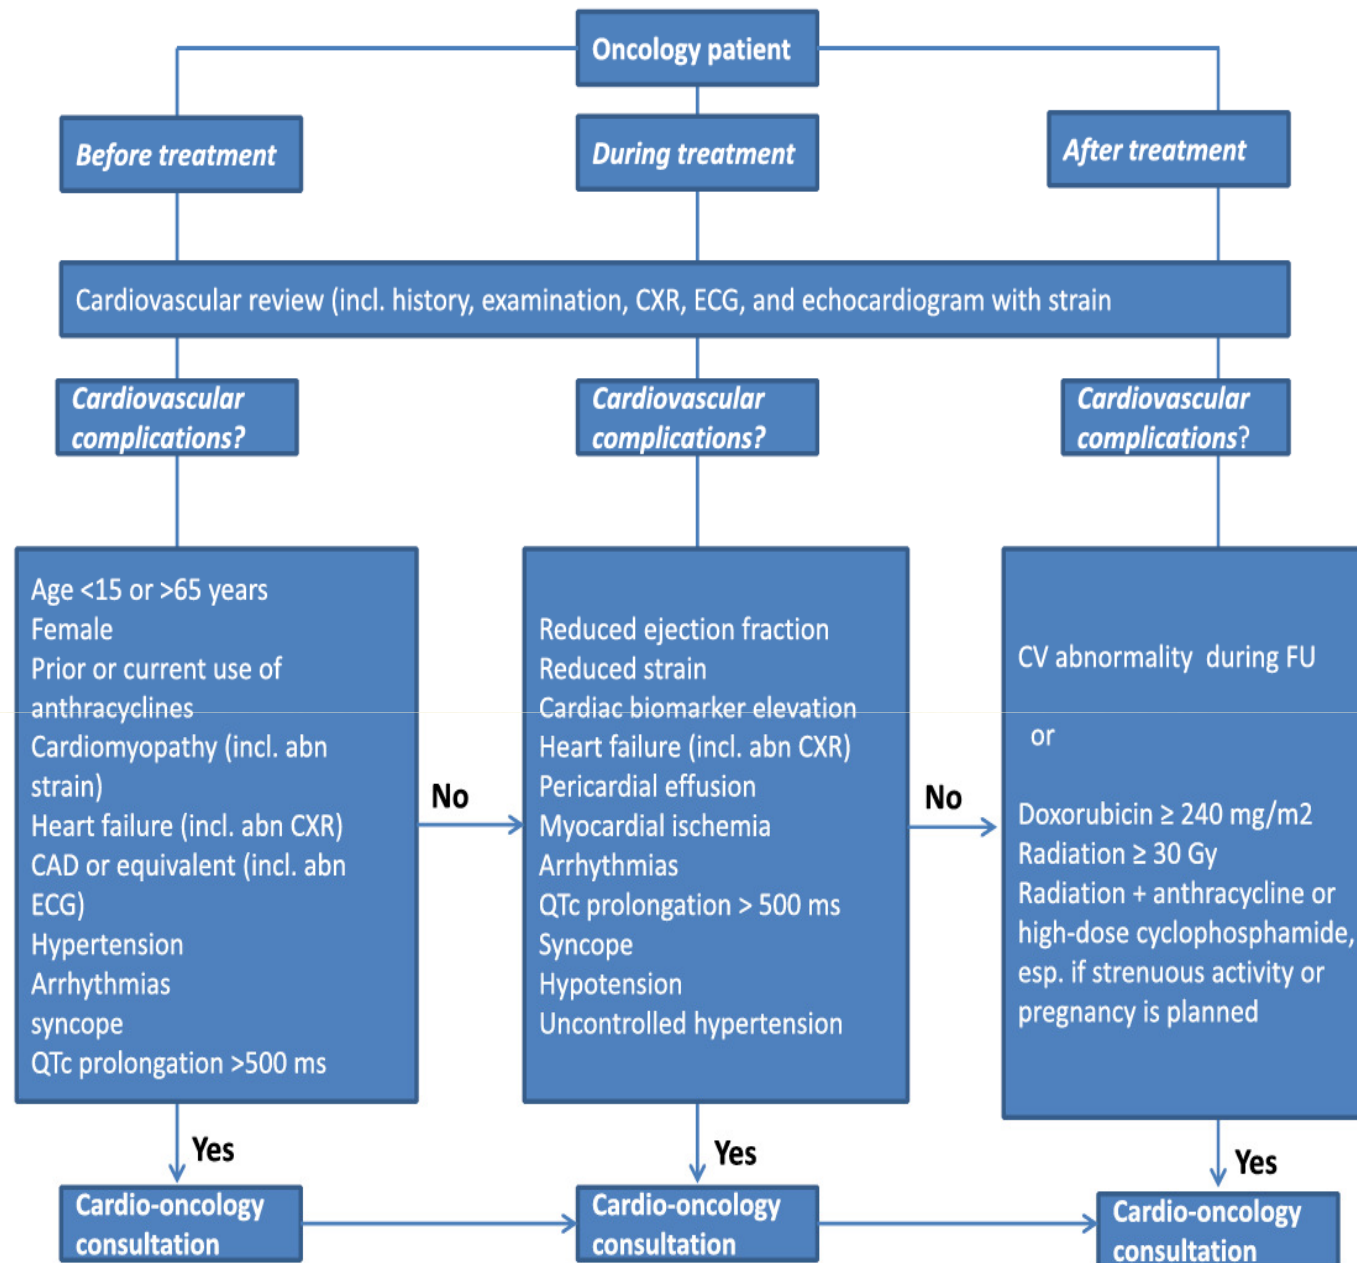 Oncology patient
Before treatment
During treatment
After treatment
Cardiovascular review (incl. history, examination, CXR, ECG, and echocardiogram with strain
Cardiovascular
complications?
Cardiovascular
complications?
Cardiovascular
complications?
Age <15 or >65 years
Female
Prior or current use of
anthracyclines
Cardiomyopathy (incl. abn
strain)
Heart failure (incl. abn CXR)
CAD or equivalent (incl. abn
ECG)
Hypertension
Arrhythmias
syncope
QTc prolongation >500 ms
No
Reduced ejection fraction
Reduced strain
Cardiac biomarker elevation
Heart failure (incl. abn CXR)
Pericardial effusion
Myocardial ischemia
Arrhythmias
QTc prolongation > 500 ms
Syncope
Hypotension
Uncontrolled hypertension
No
CV abnormality during FU
or
Doxorubicin ≥ 240 mg/m2
Radiation ≥ 30 Gy
Radiation + anthracycline or
high-dose cyclophosphamide,
esp. if strenuous activity or
pregnancy is planned
Yes
Yes
Yes
Cardio-oncology
consultation
Cardio-oncology
consultation
Cardio-oncology
consultation